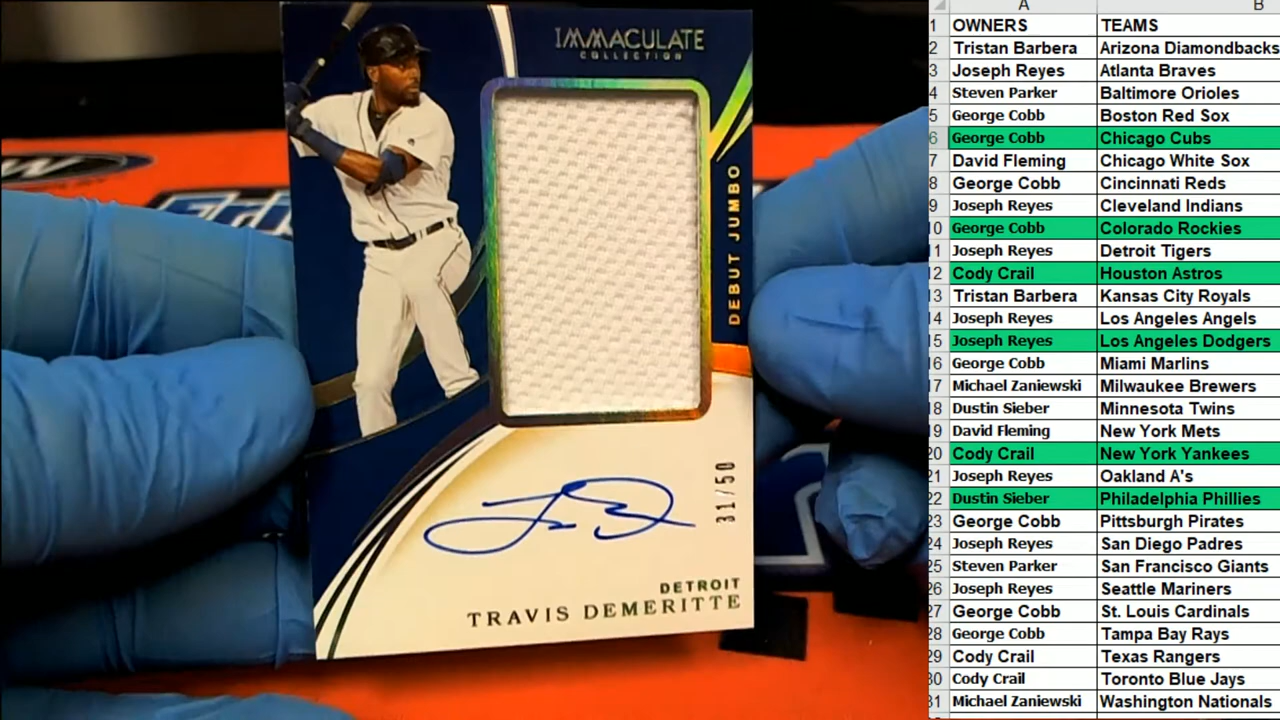 IMMACULATE
COLLECTION
DEBUT JUMBO
31/50
DETROIT
TRAVIS DEMERITTE
A B
1 OWNERS TEAMS
2 Tristan Barbera Arizona Diamondbacks
3 Joseph Reyes Atlanta Braves
4 Steven Parker Baltimore Orioles
5 George Cobb Boston Red Sox
6 George Cobb Chicago Cubs
7 David Fleming Chicago White Sox
8 George Cobb Cincinnati Reds
9 Joseph Reyes Cleveland Indians
10 George Cobb Colorado Rockies
11 Joseph Reyes Detroit Tigers
12 Cody Crail Houston Astros
13 Tristan Barbera Kansas City Royals
14 Joseph Reyes Los Angeles Angels
15 Joseph Reyes Los Angeles Dodgers
16 George Cobb Miami Marlins
17 Michael Zaniewski Milwaukee Brewers
18 Dustin Sieber Minnesota Twins
19 David Fleming New York Mets
20 Cody Crail New York Yankees
21 Joseph Reyes Oakland A's
22 Dustin Sieber Philadelphia Phillies
23 George Cobb Pittsburgh Pirates
24 Joseph Reyes San Diego Padres
25 Steven Parker San Francisco Giants
26 Joseph Reyes Seattle Mariners
27 George Cobb St. Louis Cardinals
28 George Cobb Tampa Bay Rays
29 Cody Crail Texas Rangers
30 Cody Crail Toronto Blue Jays
31 Michael Zaniewski Washington Nationals